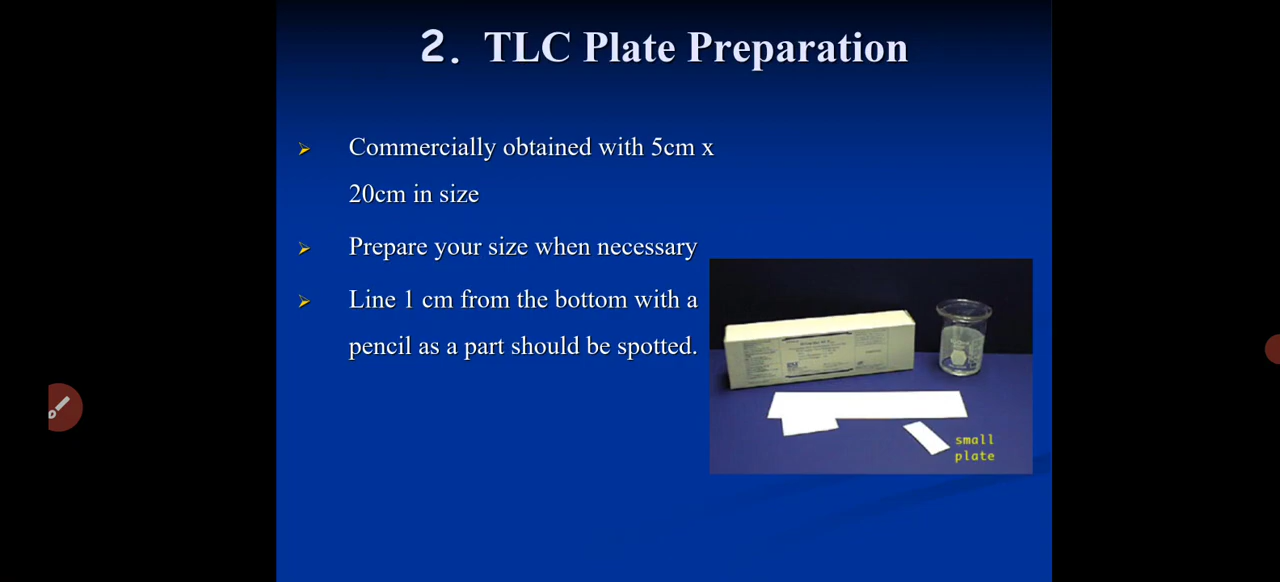 2. TLC Plate Preparation
Commercially obtained with 5cm x
20cm in size
Prepare your size when necessary
Line 1 cm from the bottom with a
pencil as a part should be spotted.
small
plate